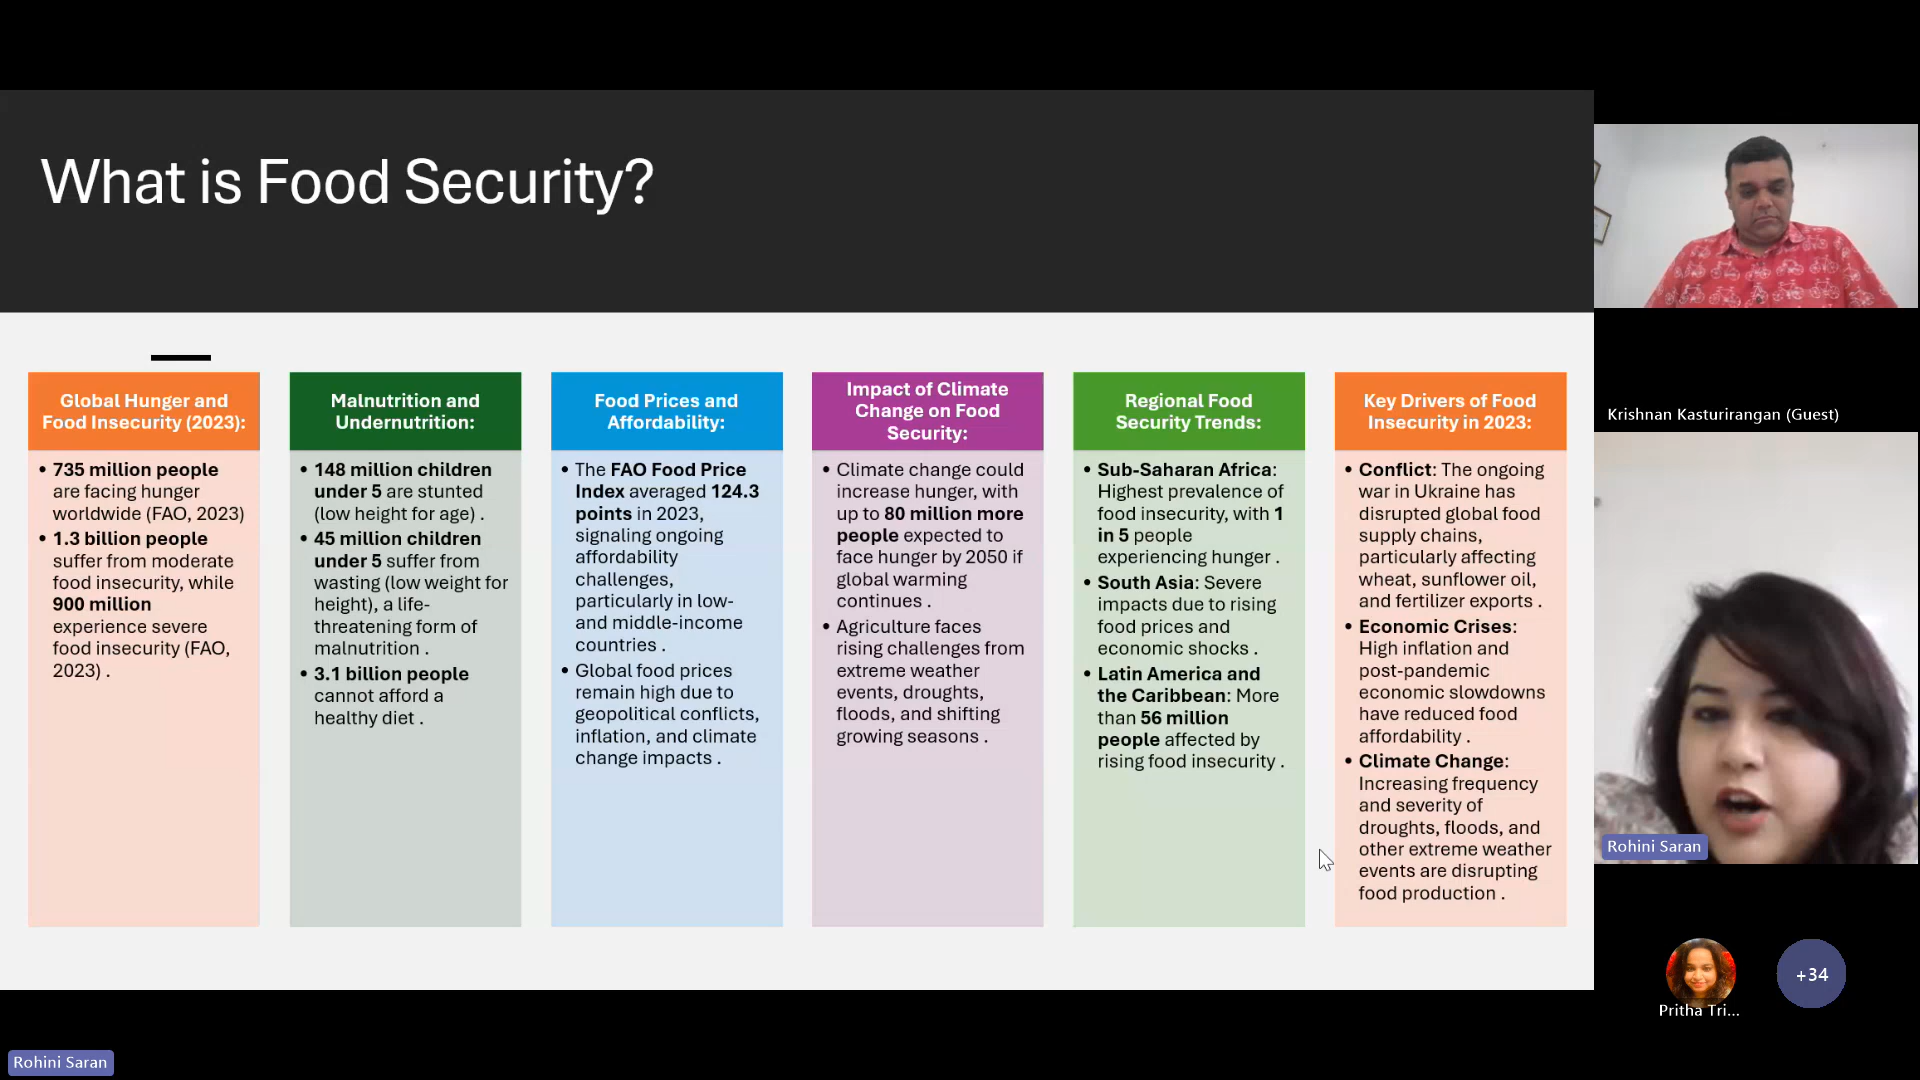 What is Food Security?
Global Hunger and
Food Insecurity (2023):
• 735 million people
are facing hunger
worldwide (FAO, 2023)
• 1.3 billion people
suffer from moderate
food insecurity, while
900 million
experience severe
food insecurity (FAO,
2023) .
Malnutrition and
Undernutrition:
• 148 million children
under 5 are stunted
(low height for age) .
• 45 million children
under 5 suffer from
wasting (low weight for
height), a life-
threatening form of
malnutrition .
• 3.1 billion people
cannot afford a
healthy diet .
Food Prices and
Affordability:
• The FAO Food Price
Index averaged 124.3
points in 2023,
signaling ongoing
affordability
challenges,
particularly in low-
and middle-income
countries .
• Global food prices
remain high due to
geopolitical conflicts,
inflation, and climate
change impacts .
Impact of Climate
Change on Food
Security:
• Climate change could
increase hunger, with
up to 80 million more
people expected to
face hunger by 2050 if
global warming
continues .
• Agriculture faces
rising challenges from
extreme weather
events, droughts,
floods, and shifting
growing seasons .
Regional Food
Security Trends:
• Sub-Saharan Africa:
Highest prevalence of
food insecurity, with 1
in 5 people
experiencing hunger .
• South Asia: Severe
impacts due to rising
food prices and
economic shocks .
• Latin America and
the Caribbean: More
than 56 million
people affected by
rising food insecurity .
Key Drivers of Food
Insecurity in 2023:
• Conflict: The ongoing
war in Ukraine has
disrupted global food
supply chains,
particularly affecting
wheat, sunflower oil,
and fertilizer exports .
• Economic Crises:
High inflation and
post-pandemic
economic slowdowns
have reduced food
affordability .
• Climate Change:
Increasing frequency
and severity of
droughts, floods, and
other extreme weather
events are disrupting
food production .
Krishnan Kasturirangan (Guest)
Rohini Saran
+34
Pritha Tri...
Rohini Saran